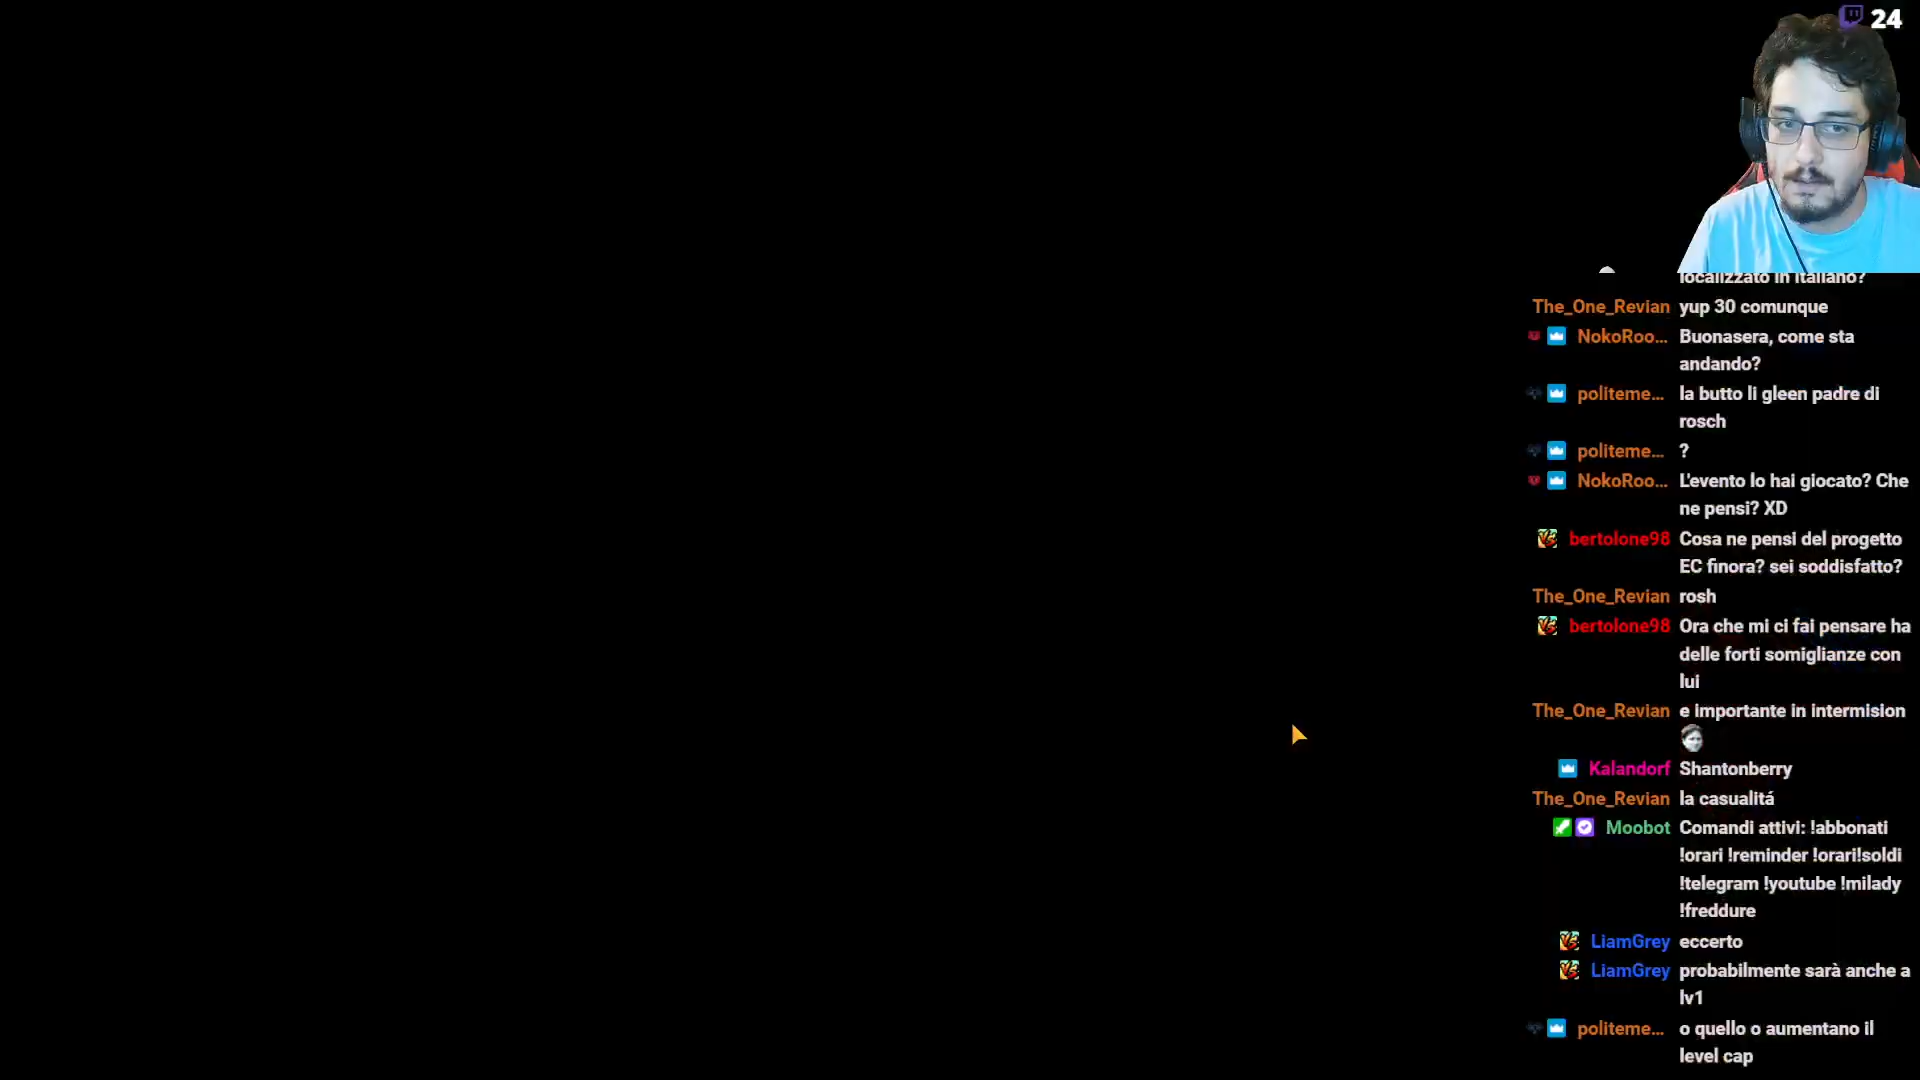 24
localizzato in italiano?
The_One_Revian yup 30 comunque
NokoRoo... Buonasera, come sta
andando?
politeme... la butto li gleen padre di
rosch
politeme... ?
NokoRoo... L'evento lo hai giocato? Che
ne pensi? XD
bertolone98 Cosa ne pensi del progetto
EC finora? sei soddisfatto?
The_One_Revian rosh
bertolone98 Ora che mi ci fai pensare ha
delle forti somiglianze con
lui
The_One_Revian e importante in intermision
Kalandorf Shantonberry
The_One_Revian la casualitá
Moobot Comandi attivi: !abbonati
!orari !reminder !orari!soldi
!telegram !youtube !milady
!freddure
LiamGrey eccerto
LiamGrey probabilmente sarà anche a
lv1
politeme... o quello o aumentano il
level cap